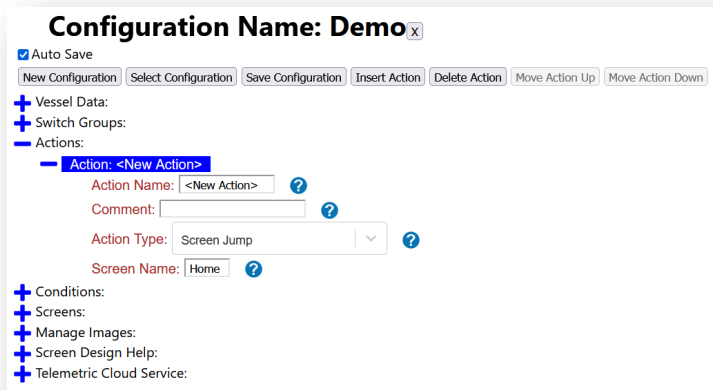 Configuration Name: Demo x
Auto Save
New Configuration Select Configuration Save Configuration Insert Action Delete Action Move Action Up Move Action Down
Vessel Data:
Switch Groups:
Actions:
Action: <New Action>
Action Name: <New Action> ?
Comment: ?
Action Type: Screen Jump ?
Screen Name: Home ?
Conditions:
Screens:
Manage Images:
Screen Design Help:
Telemetric Cloud Service: